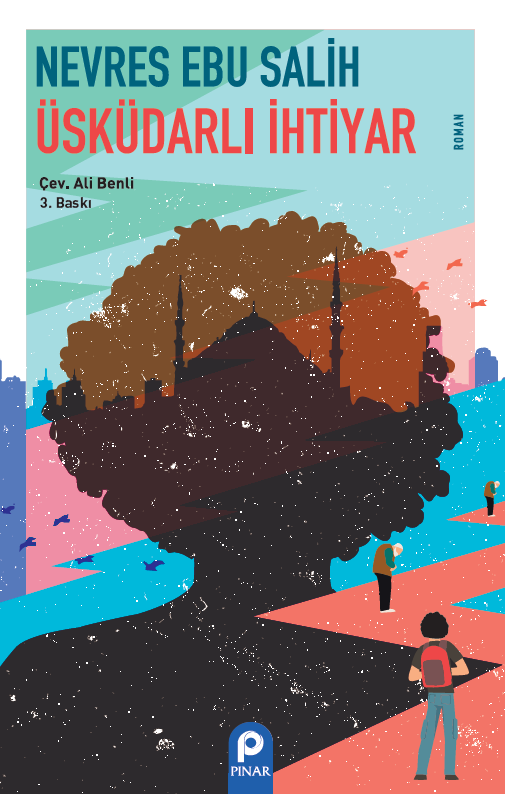 NEVRES EBU SALİH
ÜSKÜDARLI İHTİYAR
ROMAN
Çev. Ali Benli
3. Baskı
PINAR